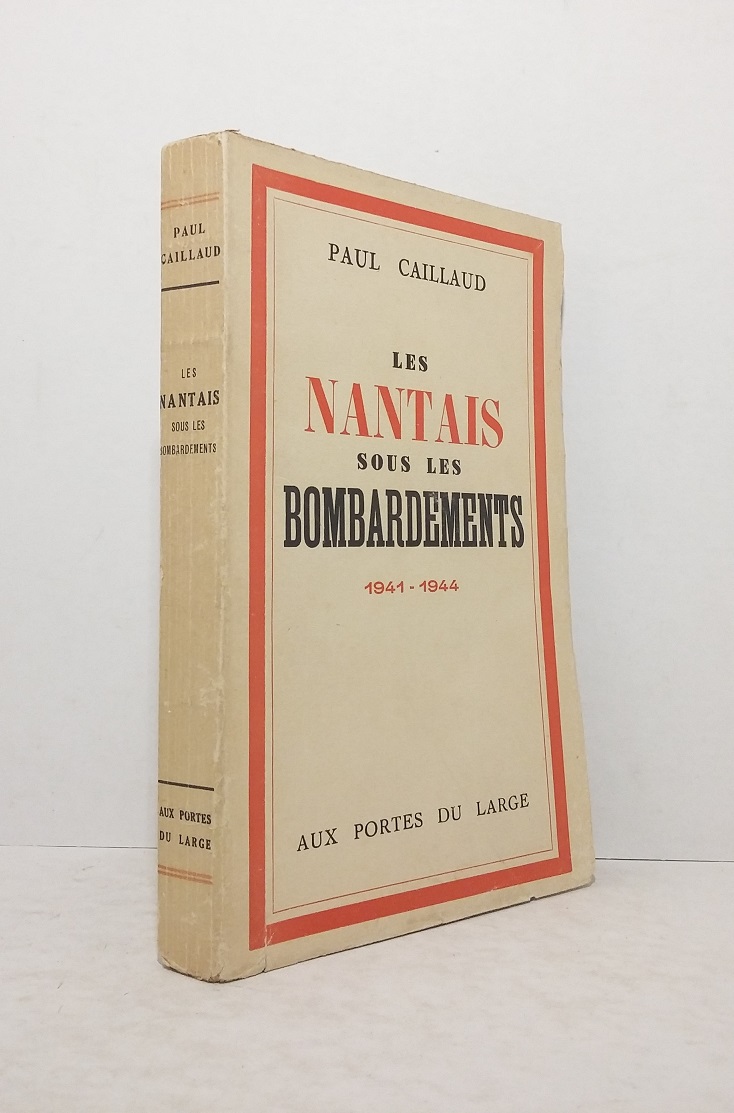 PAUL
CAILLAUD
LES
NANTAIS
SOUS LES
BOMBARDEMENTS
AUX PORTES
DU LARGE
PAUL CAILLAUD
LES
NANTAIS
SOUS LES
BOMBARDEMENTS
1941-1944
AUX PORTES DU LARGE